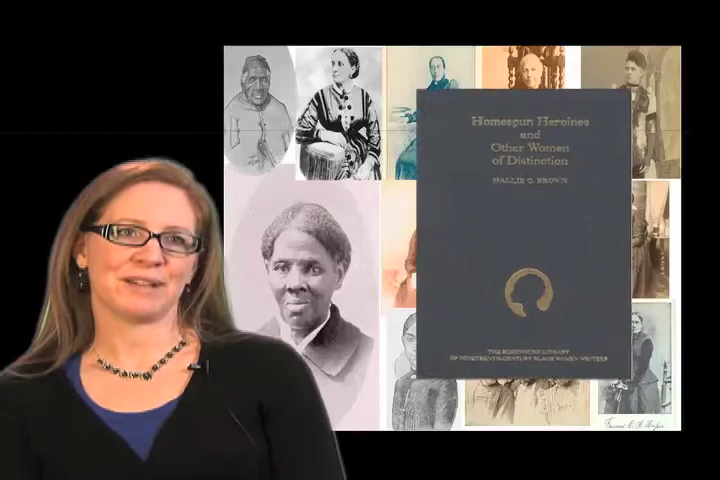 Homespun Heroines
and
Other Women
of Distinction
HALLIE Q. BROWN
THE SCHOMBURG LIBRARY
OF NINETEENTH-CENTURY BLACK WOMEN WRITERS